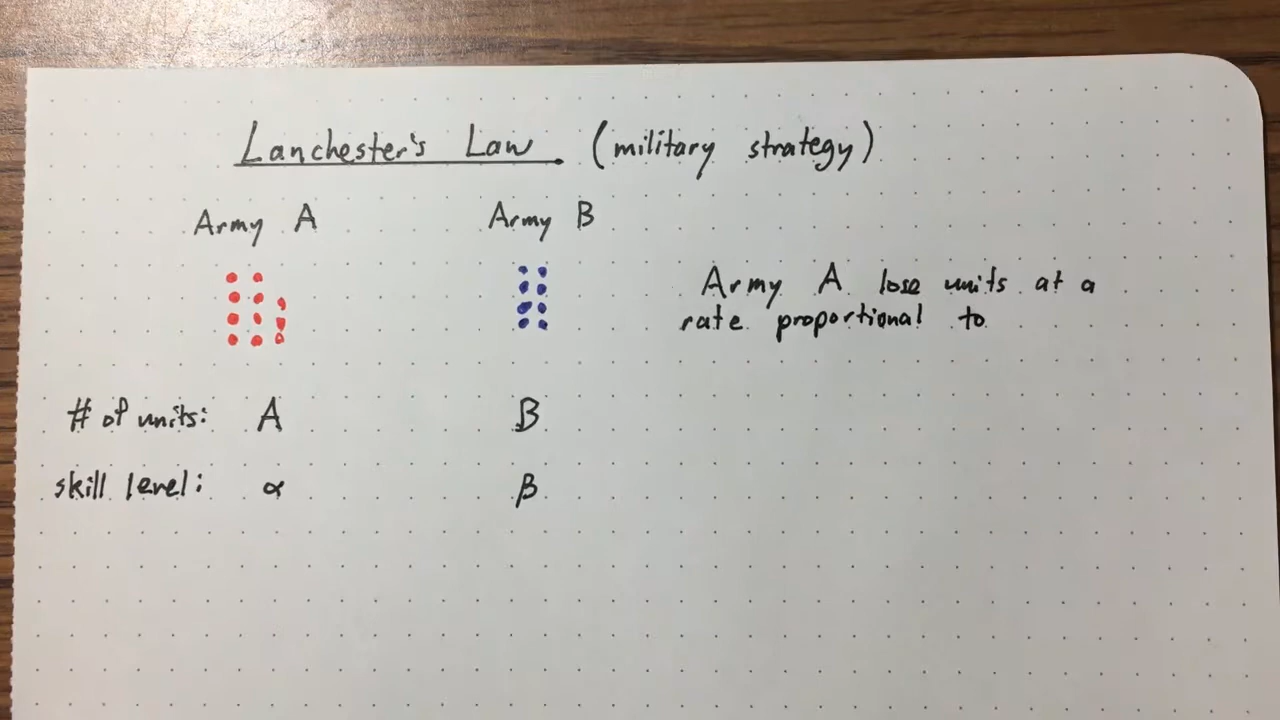 Lanchester's Law (military strategy)
Army A Army B
Army A lose units at a
rate proportional to
# of units: A B
skill level: α β